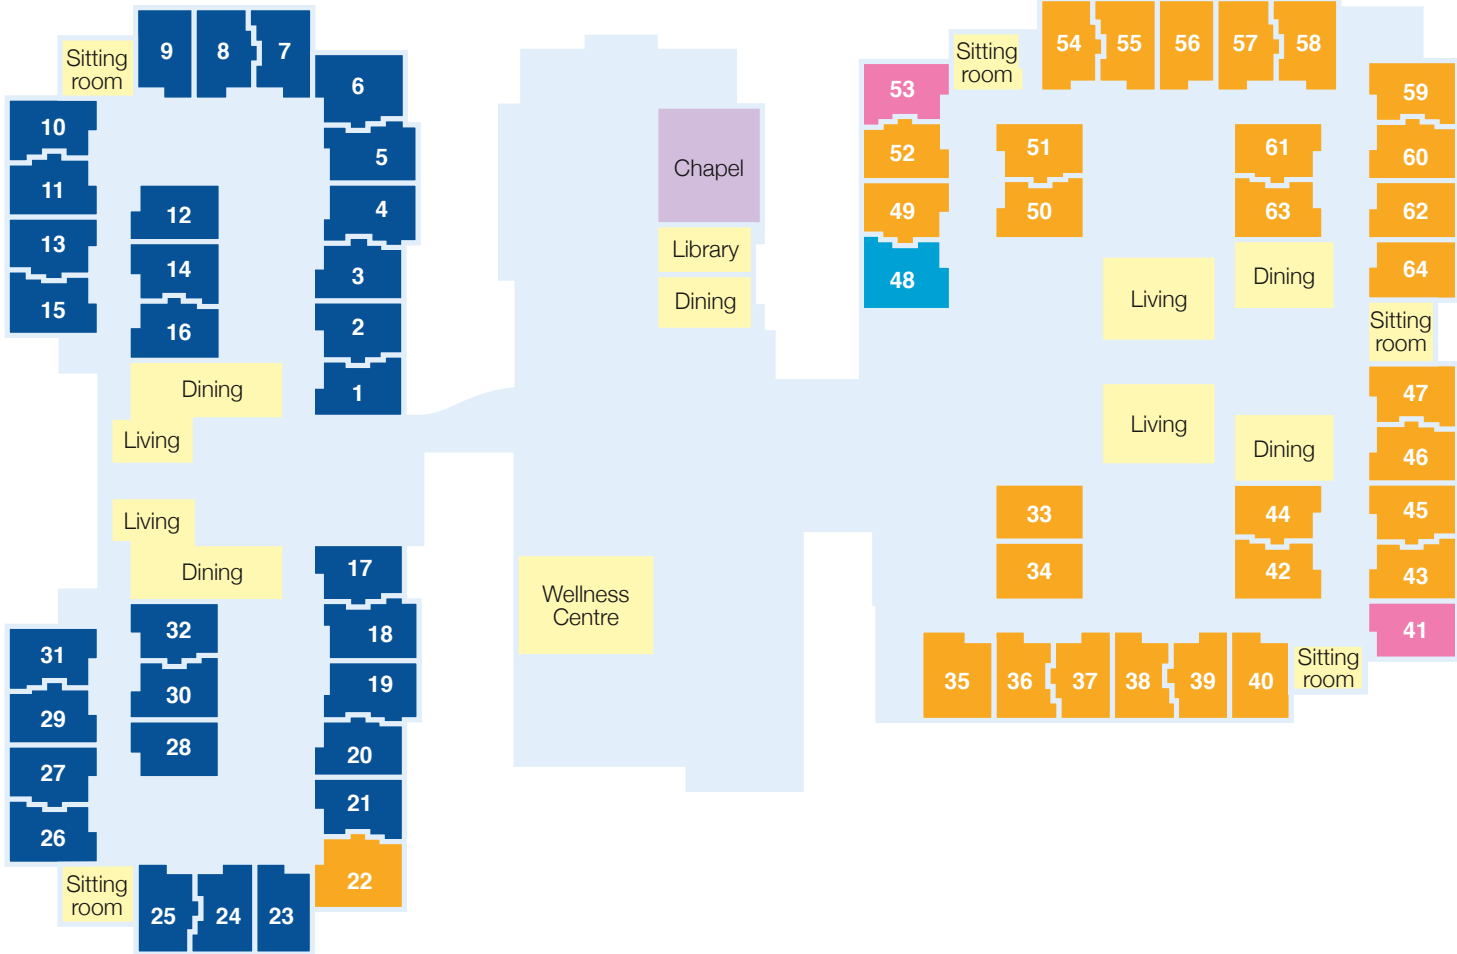 9
8
7
Sitting
room
6
10
5
11
12
4
13
14
3
15
16
2
Dining
1
Living
Living
Dining
17
32
18
31
30
19
29
28
20
27
21
26
22
Sitting
room
25
24
23
Chapel
Library
Dining
Wellness
Centre
54
55
56
57
58
Sitting
room
53
59
52
51
61
60
49
50
63
62
48
Living
Dining
64
Sitting
room
47
Living
Dining
46
33
44
45
34
42
43
41
35
36
37
38
39
40
Sitting
room